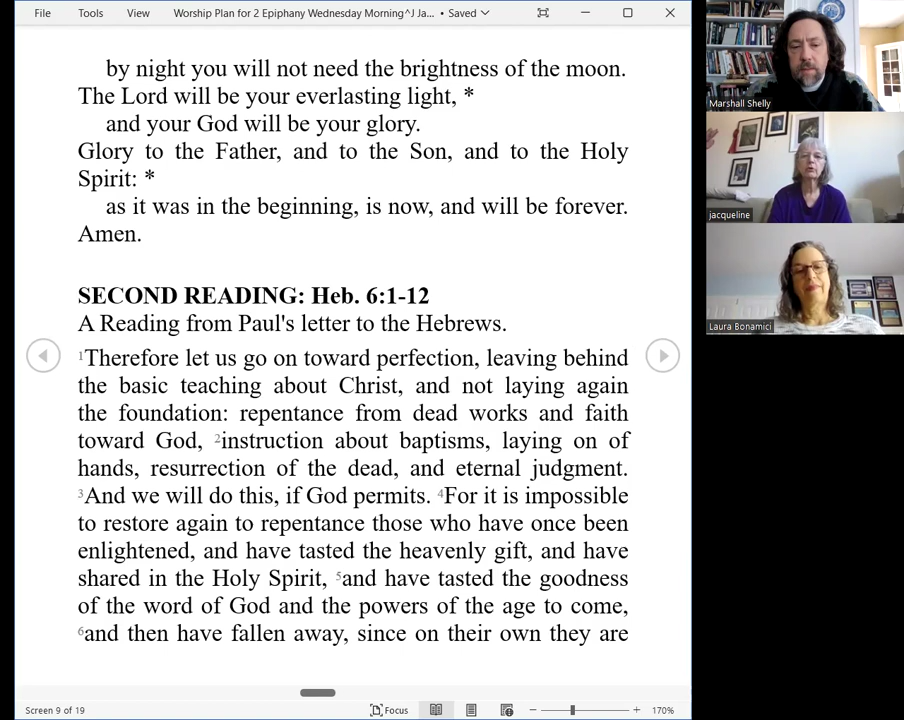 File Tools View Worship Plan for 2 Epiphany Wednesday Morning^J Ja... • Saved
by night you will not need the brightness of the moon.
The Lord will be your everlasting light, *
and your God will be your glory.
Glory to the Father, and to the Son, and to the Holy
Spirit: *
as it was in the beginning, is now, and will be forever.
Amen.
SECOND READING: Heb. 6:1-12
A Reading from Paul's letter to the Hebrews.
1Therefore let us go on toward perfection, leaving behind
the basic teaching about Christ, and not laying again
the foundation: repentance from dead works and faith
toward God, 2instruction about baptisms, laying on of
hands, resurrection of the dead, and eternal judgment.
3And we will do this, if God permits. 4For it is impossible
to restore again to repentance those who have once been
enlightened, and have tasted the heavenly gift, and have
shared in the Holy Spirit, 5and have tasted the goodness
of the word of God and the powers of the age to come,
6and then have fallen away, since on their own they are
Screen 9 of 19 Focus 170%
Marshall Shelly
jacqueline
Laura Bonamici